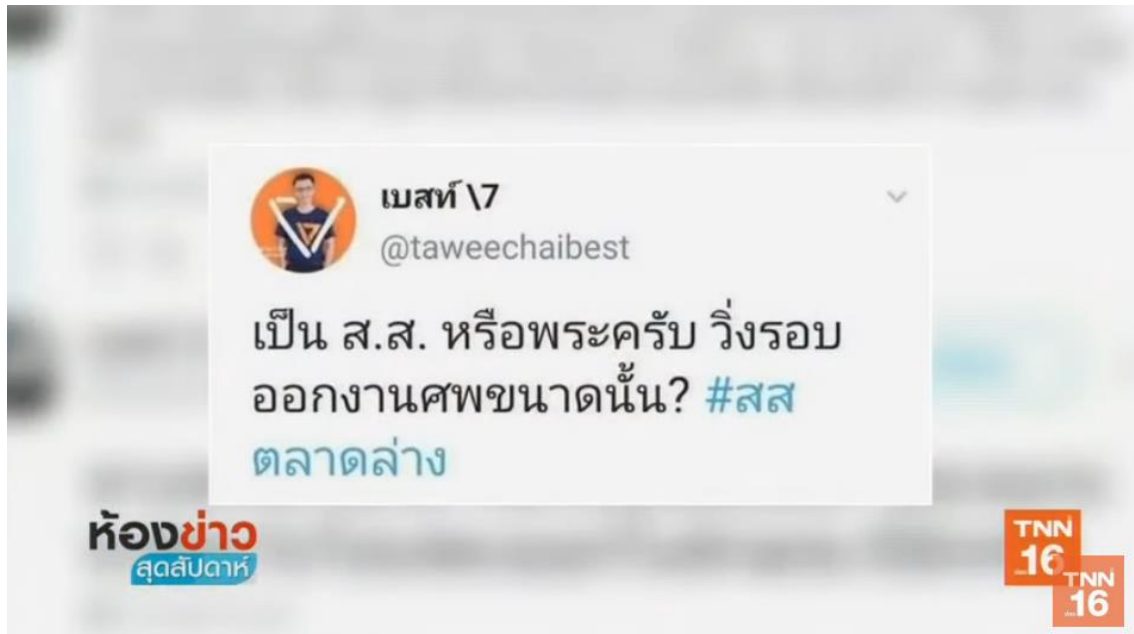 เบสท์ \7
@taweechaibest
เป็น ส.ส. หรือพระครับ วิ่งรอบ
ออกงานศพขนาดนั้น? #สส
ตลาดล่าง
ห้องข่าว
สุดสัปดาห์
TNN
16
TNN
16